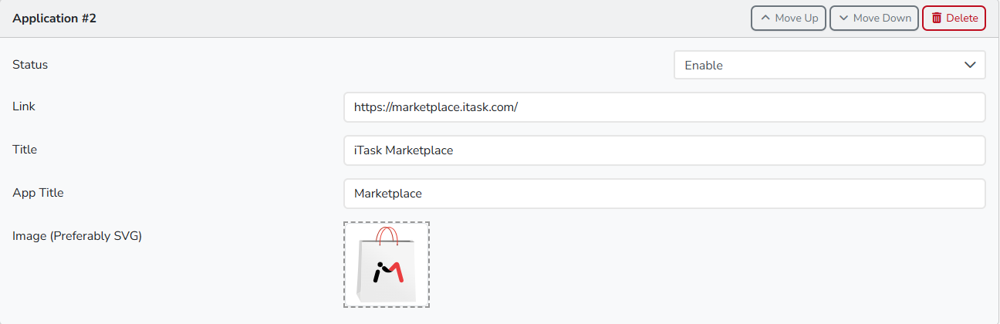 Application #2
Move Up
Move Down
Delete
Status
Enable
Link
https://marketplace.itask.com/
Title
iTask Marketplace
App Title
Marketplace
Image (Preferably SVG)
iM